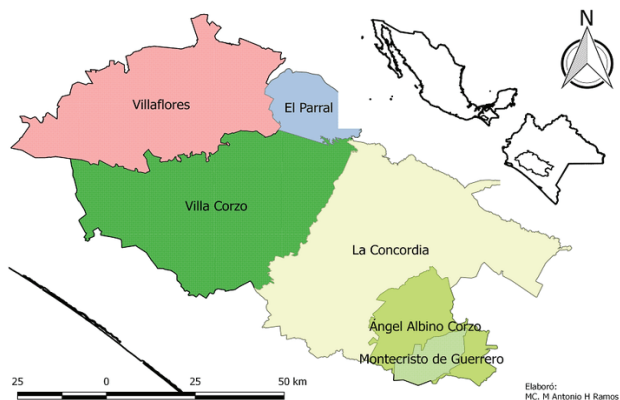 N
Villaflores
El Parral
Villa Corzo
La Concordia
Ángel Albino Corzo
Montecristo de Guerrero
25 0 25 50 km
Elaboró:
MC. M Antonio H Ramos